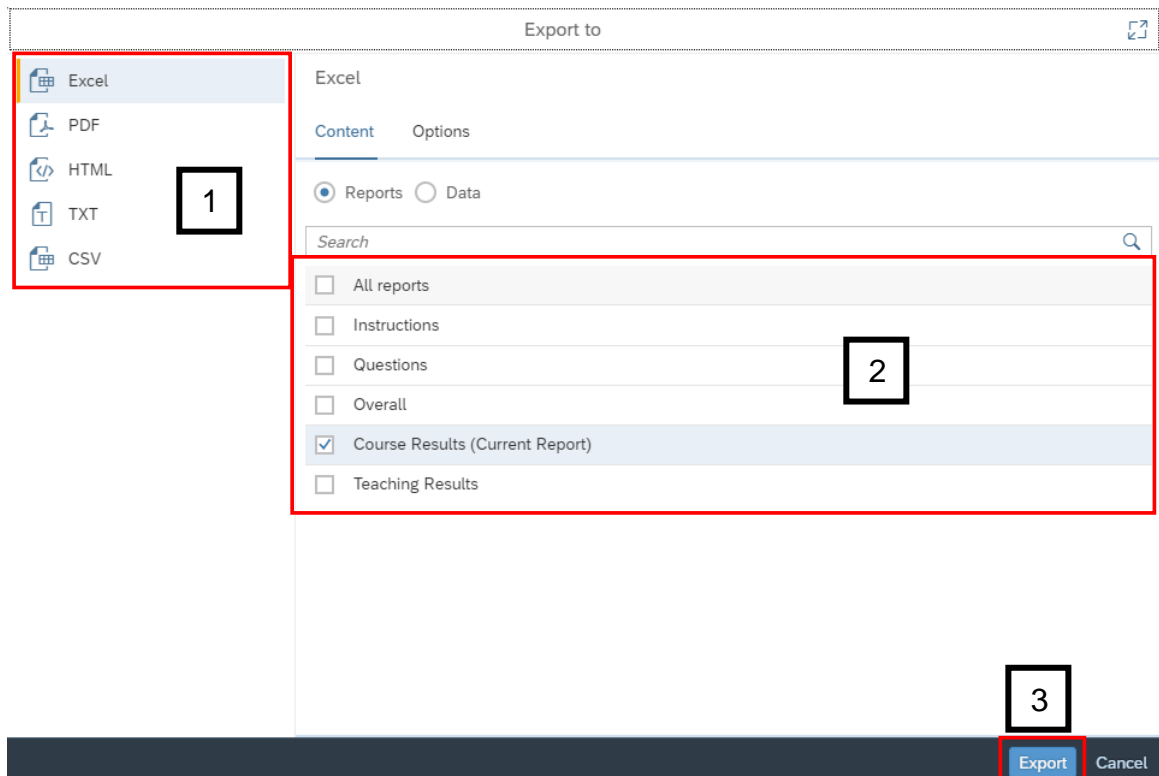 Export to
Excel
PDF
HTML
TXT
CSV
1
Excel
Content Options
Reports Data
Search
All reports
Instructions
Questions
Overall
Course Results (Current Report)
Teaching Results
2
3
Export Cancel